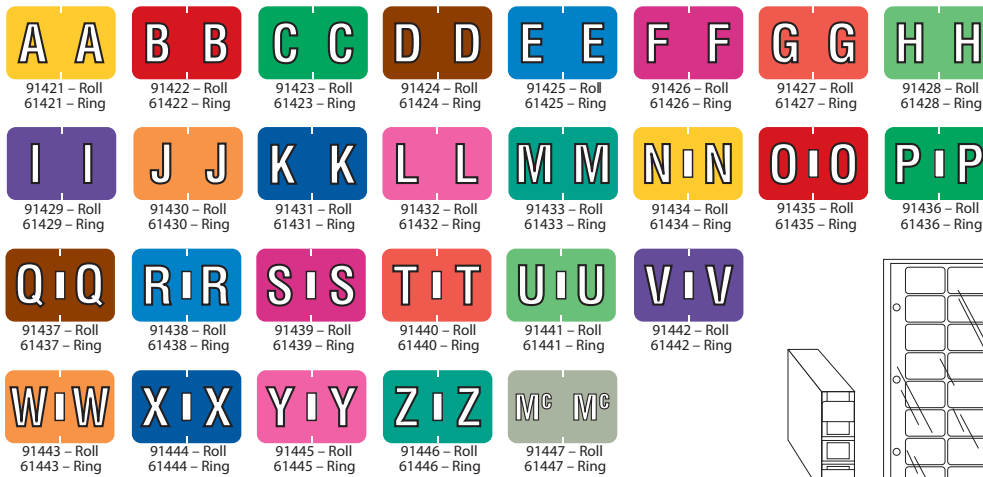 A A B B C C D D E E F F G G H H
91421 – Roll 91422 – Roll 91423 – Roll 91424 – Roll 91425 – Roll 91426 – Roll 91427 – Roll 91428 – Roll
61421 – Ring 61422 – Ring 61423 – Ring 61424 – Ring 61425 – Ring 61426 – Ring 61427 – Ring 61428 – Ring
I I J J K K L L M M N N O O P P
91429 – Roll 91430 – Roll 91431 – Roll 91432 – Roll 91433 – Roll 91434 – Roll 91435 – Roll 91436 – Roll
61429 – Ring 61430 – Ring 61431 – Ring 61432 – Ring 61433 – Ring 61434 – Ring 61435 – Ring 61436 – Ring
Q Q R R S S T T U U V V
91437 – Roll 91438 – Roll 91439 – Roll 91440 – Roll 91441 – Roll 91442 – Roll
61437 – Ring 61438 – Ring 61439 – Ring 61440 – Ring 61441 – Ring 61442 – Ring
W W X X Y Y Z Z Mc Mc
91443 – Roll 91444 – Roll 91445 – Roll 91446 – Roll 91447 – Roll
61443 – Ring 61444 – Ring 61445 – Ring 61446 – Ring 61447 – Ring